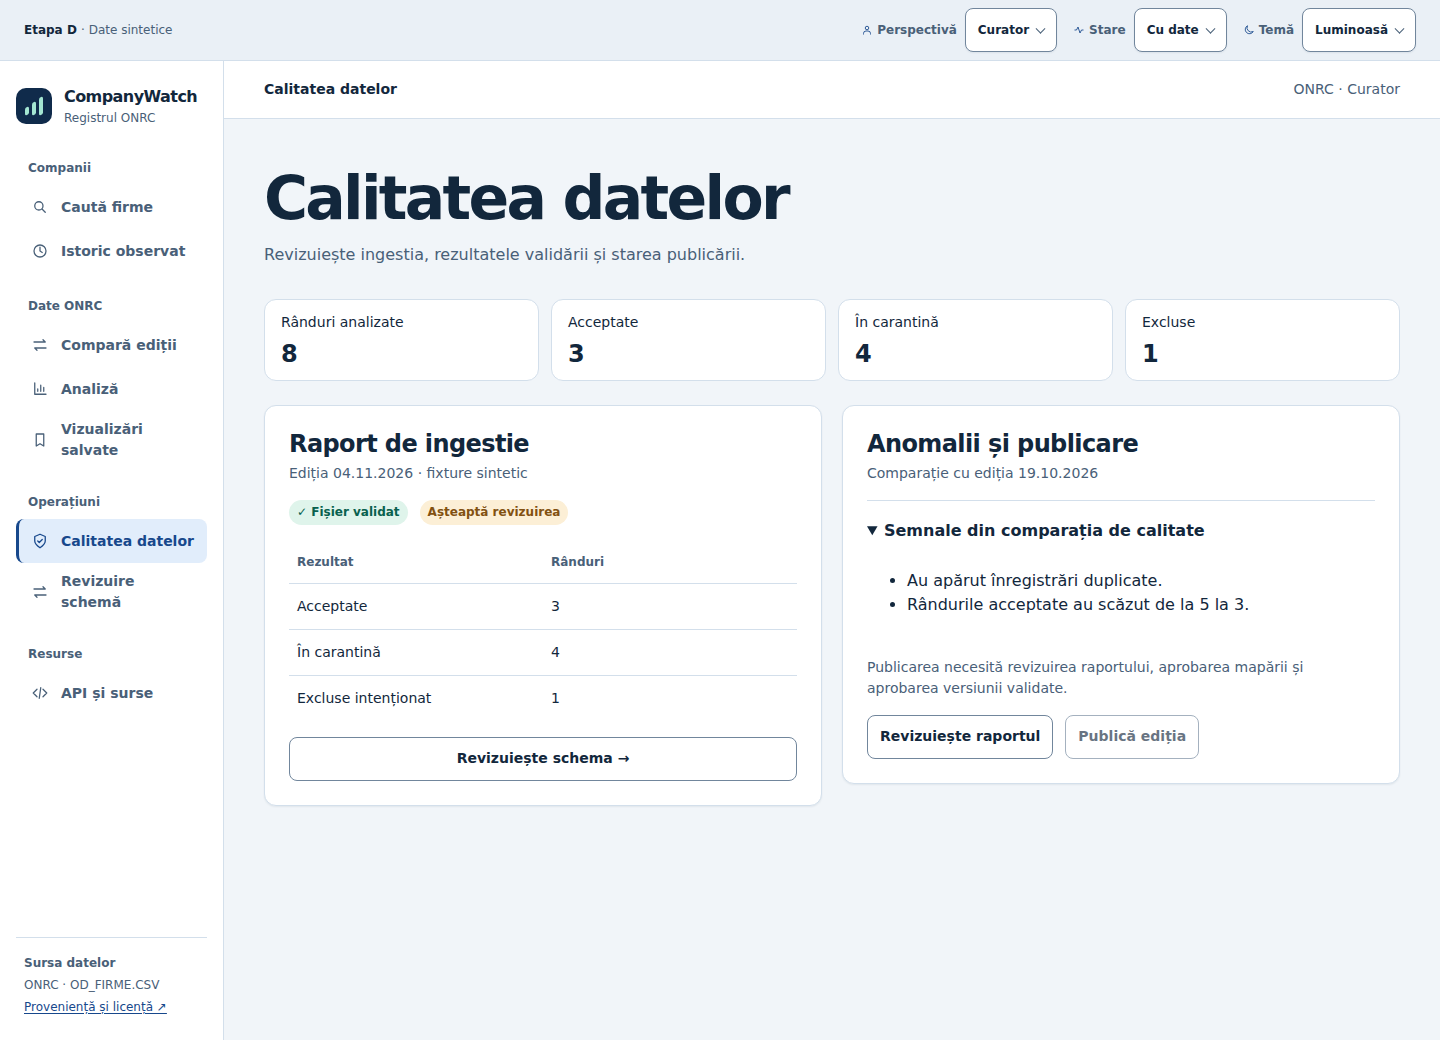 Etapa D · Date sintetice
Perspectivă
Curator
Stare
Cu date
Temă
Luminoasă
CompanyWatch
Registrul ONRC
Companii
Caută firme
Istoric observat
Date ONRC
Compară ediții
Analiză
Vizualizări
salvate
Operațiuni
Calitatea datelor
Revizuire
schemă
Resurse
API și surse
Sursa datelor
ONRC · OD_FIRME.CSV
Proveniență și licență ↗
Calitatea datelor
ONRC · Curator
Calitatea datelor
Revizuiește ingestia, rezultatele validării și starea publicării.
Rânduri analizate
8
Acceptate
3
În carantină
4
Excluse
1
Raport de ingestie
Ediția 04.11.2026 · fixture sintetic
✓ Fișier validat
Așteaptă revizuirea
Rezultat Rânduri
Acceptate 3
În carantină 4
Excluse intenționat 1
Revizuiește schema →
Anomalii și publicare
Comparație cu ediția 19.10.2026
▼ Semnale din comparația de calitate
• Au apărut înregistrări duplicate.
• Rândurile acceptate au scăzut de la 5 la 3.
Publicarea necesită revizuirea raportului, aprobarea mapării și
aprobarea versiunii validate.
Revizuiește raportul
Publică ediția